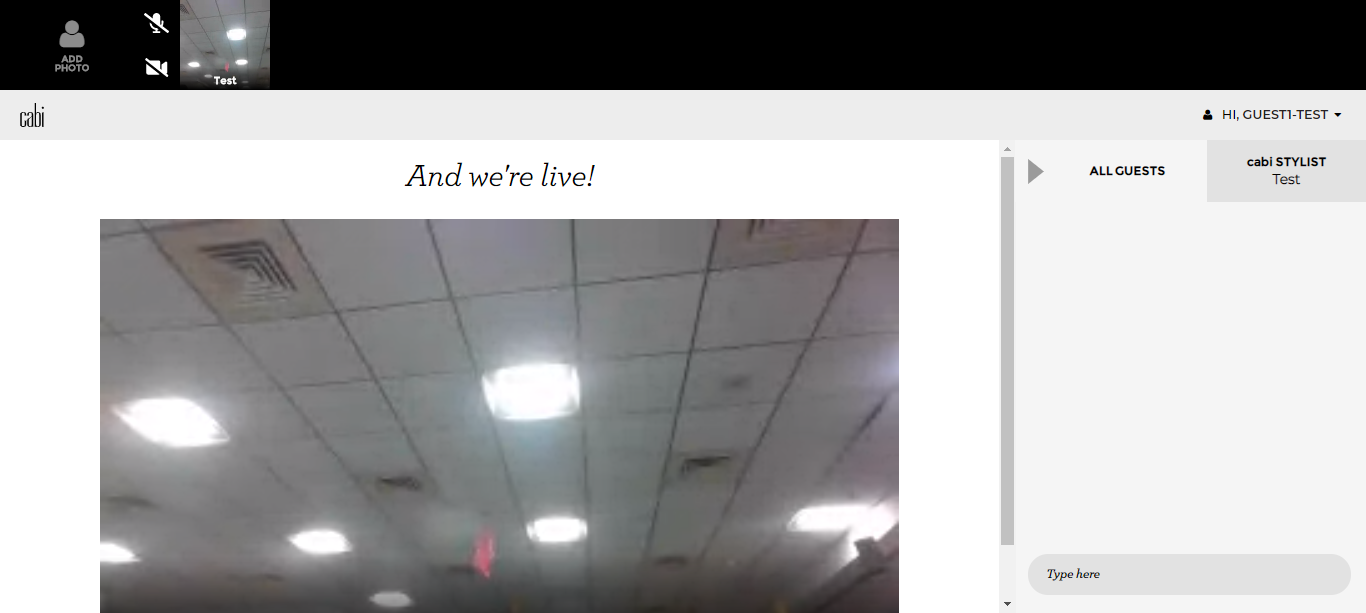 ADD
PHOTO
Test
cabi
HI, GUEST1-TEST
And we're live!
ALL GUESTS
cabi STYLIST
Test
Type here